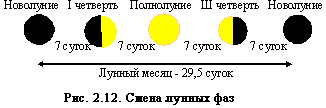 Новолуние I четверть Полнолуние Ш четверть Новолуние
7 суток 7 суток 7 суток 7 суток
Лунный месяц - 29,5 суток
Рис. 2.12. Смена лунных фаз